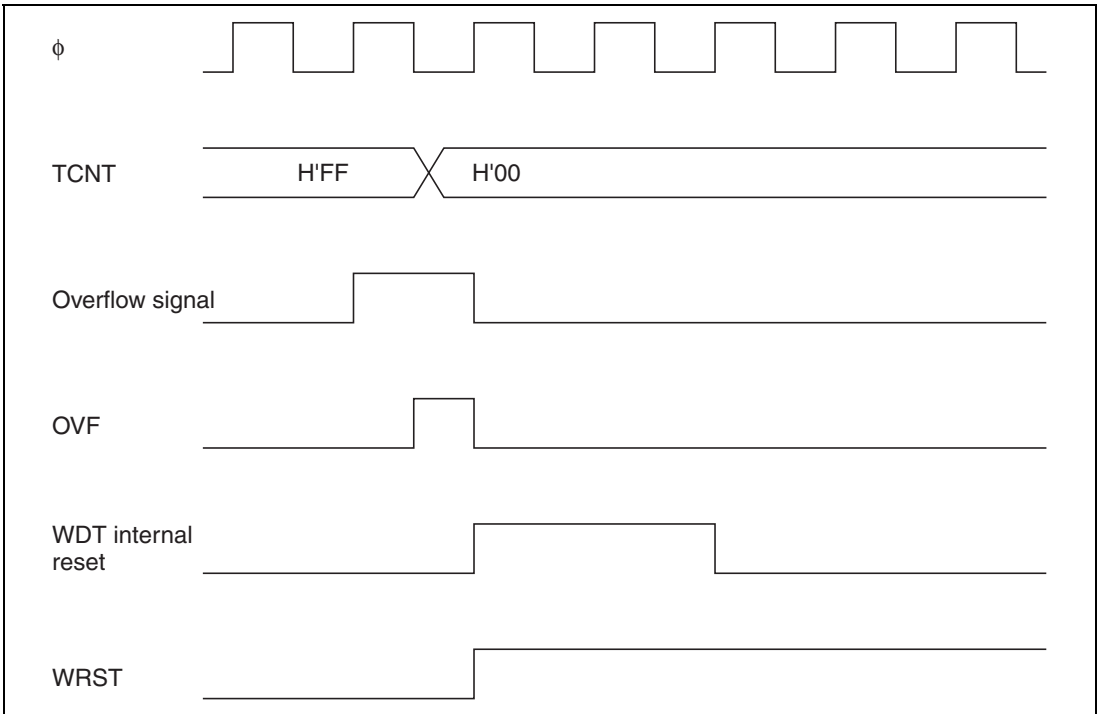 ϕ
TCNT
H'FF H'00
Overflow signal
OVF
WDT internal
reset
WRST